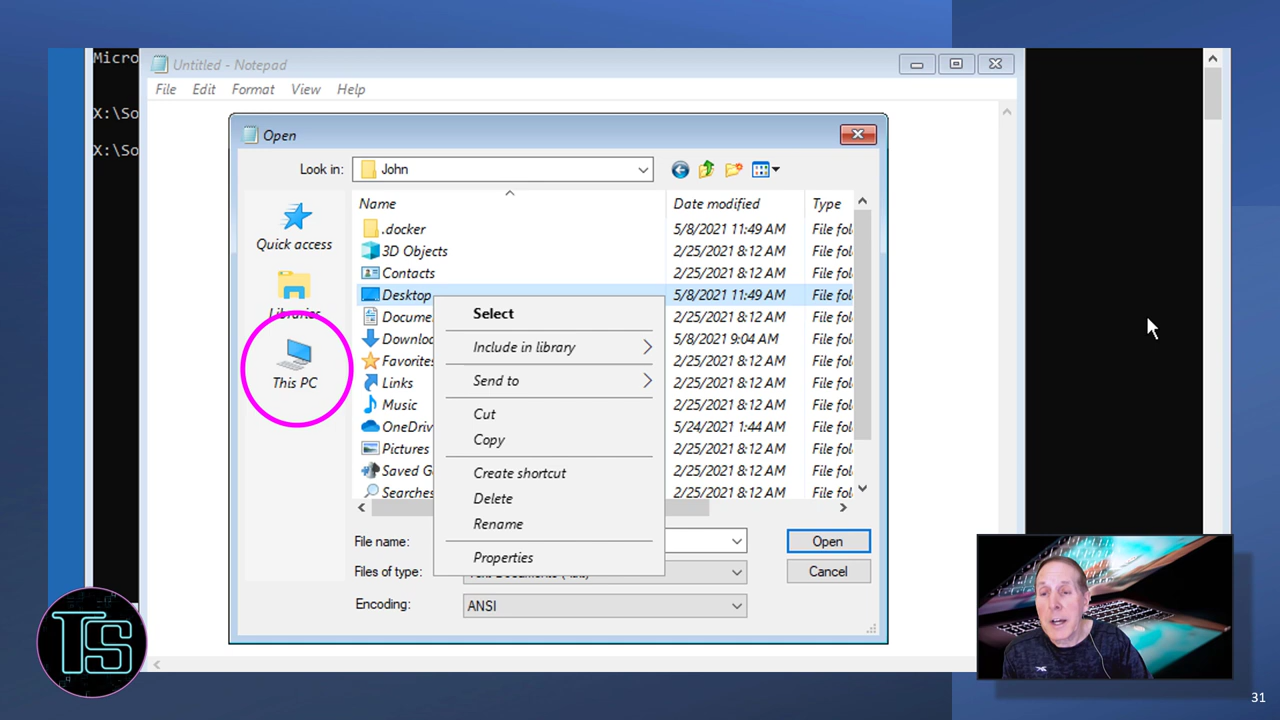 Micro
Untitled - Notepad
File Edit Format View Help
X:\So
X:\So
Open
Look in: John
Name Date modified Type
Quick access
Libraries
This PC
.docker 5/8/2021 11:49 AM File fol
3D Objects 2/25/2021 8:12 AM File fol
Contacts 2/25/2021 8:12 AM File fol
Desktop 5/8/2021 11:49 AM File fol
Docume 2/25/2021 8:12 AM File fol
Downloa 5/8/2021 9:04 AM File fol
Favorites 2/25/2021 8:12 AM File fol
Links 2/25/2021 8:12 AM File fol
Music 2/25/2021 8:12 AM File fol
OneDriv 5/24/2021 1:44 AM File fol
Pictures 2/25/2021 8:12 AM File fol
Saved G 2/25/2021 8:12 AM File fol
Searches 2/25/2021 8:12 AM File fol
Select
Include in library
Send to
Cut
Copy
Create shortcut
Delete
Rename
Properties
File name: Open
Files of type: Cancel
Encoding: ANSI
TS
31